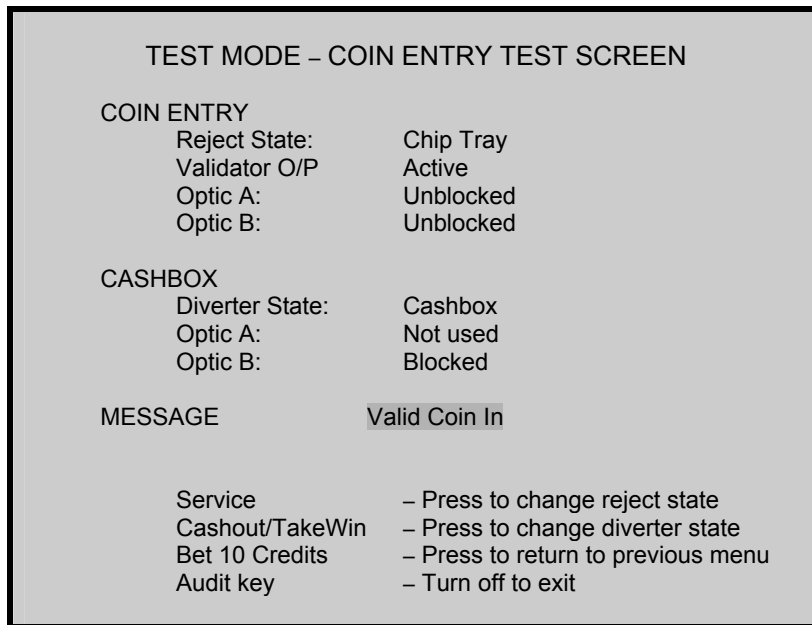 TEST MODE – COIN ENTRY TEST SCREEN
COIN ENTRY
Reject State: Chip Tray
Validator O/P Active
Optic A: Unblocked
Optic B: Unblocked
CASHBOX
Diverter State: Cashbox
Optic A: Not used
Optic B: Blocked
MESSAGE Valid Coin In
Service – Press to change reject state
Cashout/TakeWin – Press to change diverter state
Bet 10 Credits – Press to return to previous menu
Audit key – Turn off to exit